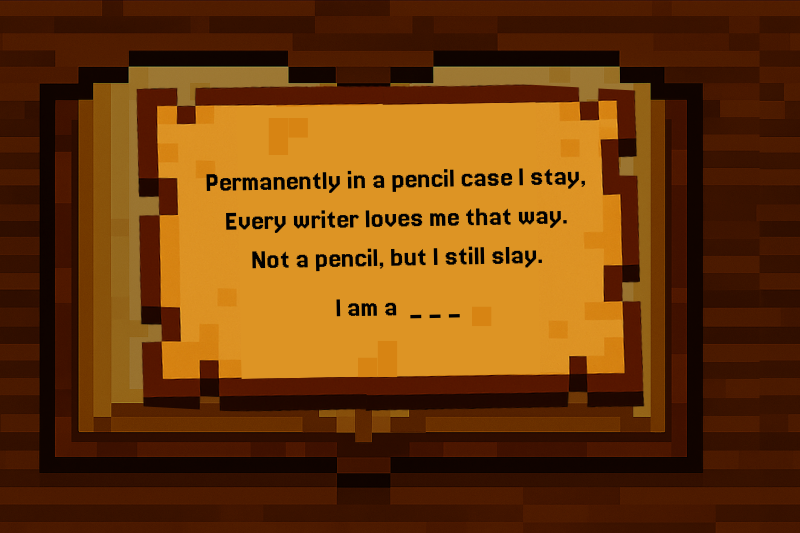 Permanently in a pencil case I stay,
Every writer loves me that way.
Not a pencil, but I still slay.
I am a _ _ _